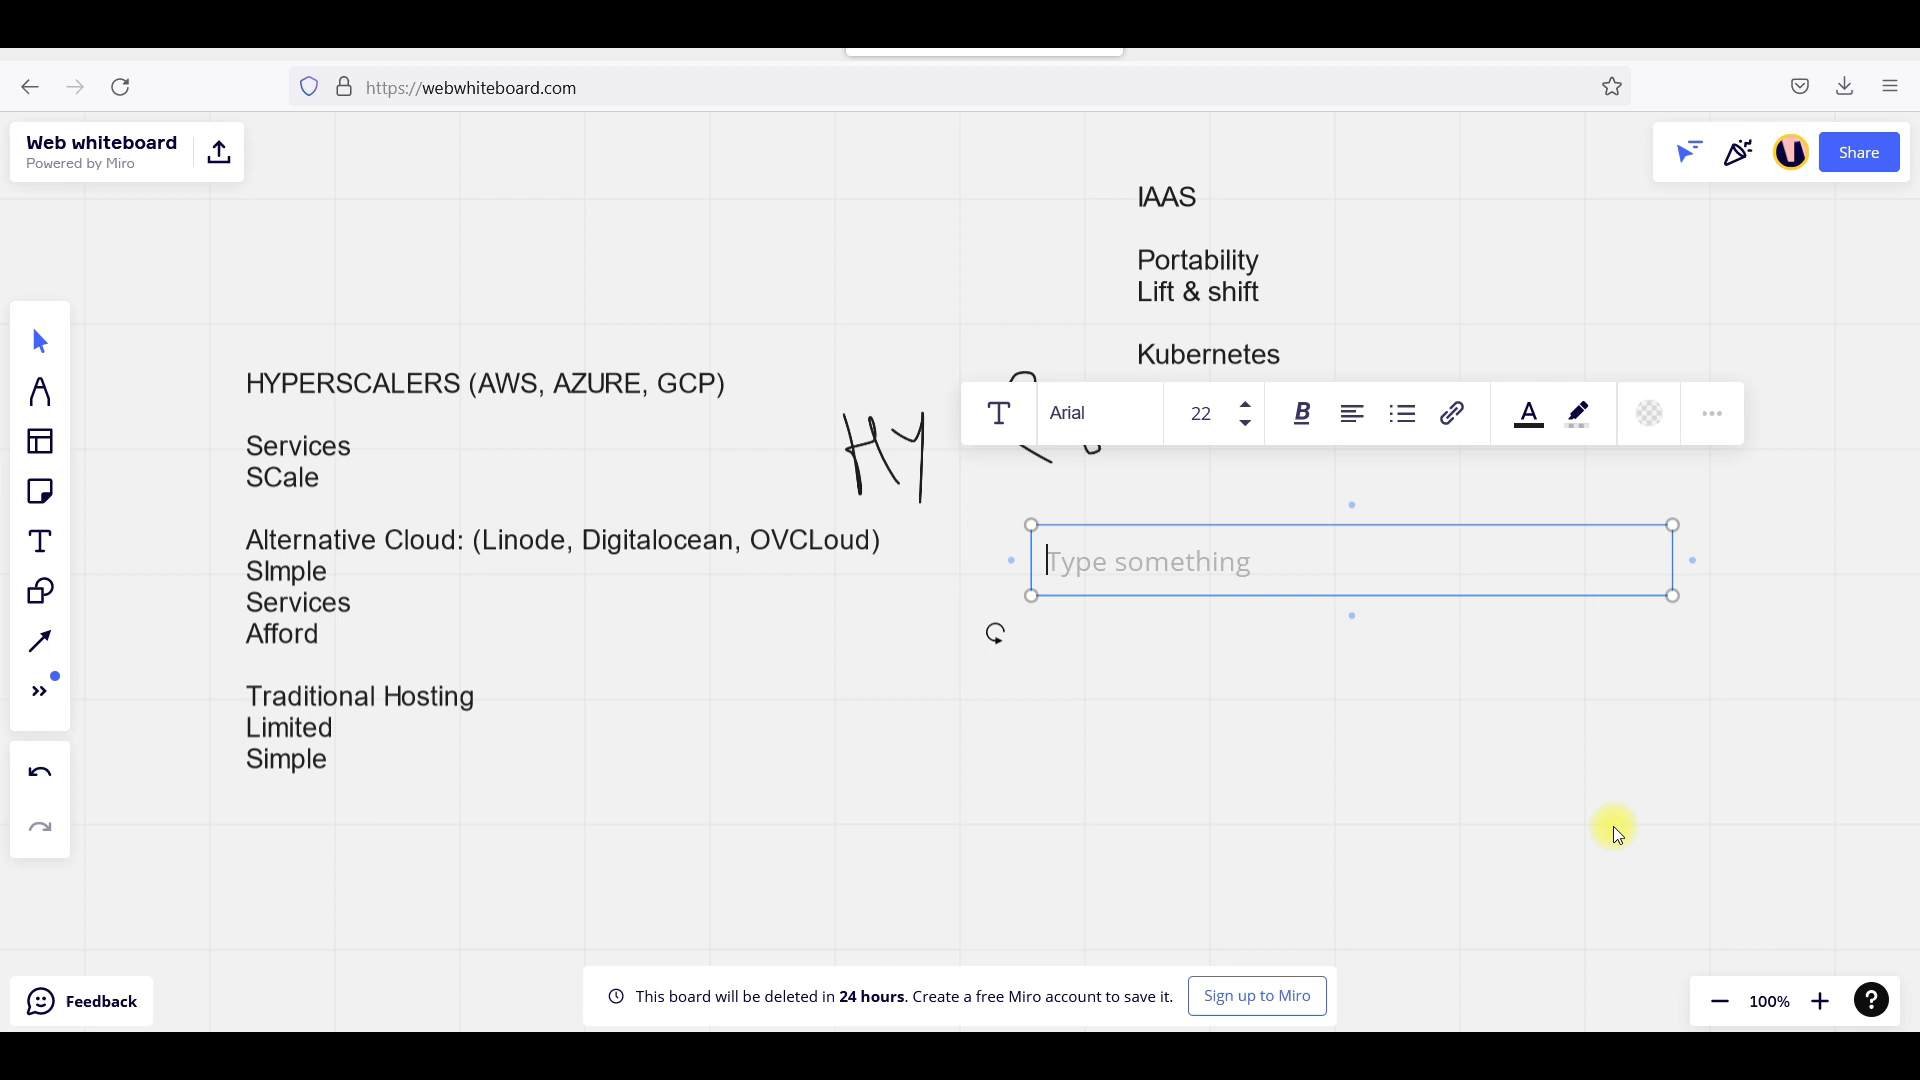 https://webwhiteboard.com
Web whiteboard
Powered by Miro
Share
IAAS
Portability
Lift & shift
Kubernetes
HYPERSCALERS (AWS, AZURE, GCP)
Services
SCale
Alternative Cloud: (Linode, Digitalocean, OVCLoud)
SImple
Services
Afford
Traditional Hosting
Limited
Simple
HY
Arial
22
B
A
Type something
Feedback
This board will be deleted in 24 hours. Create a free Miro account to save it.
Sign up to Miro
100%